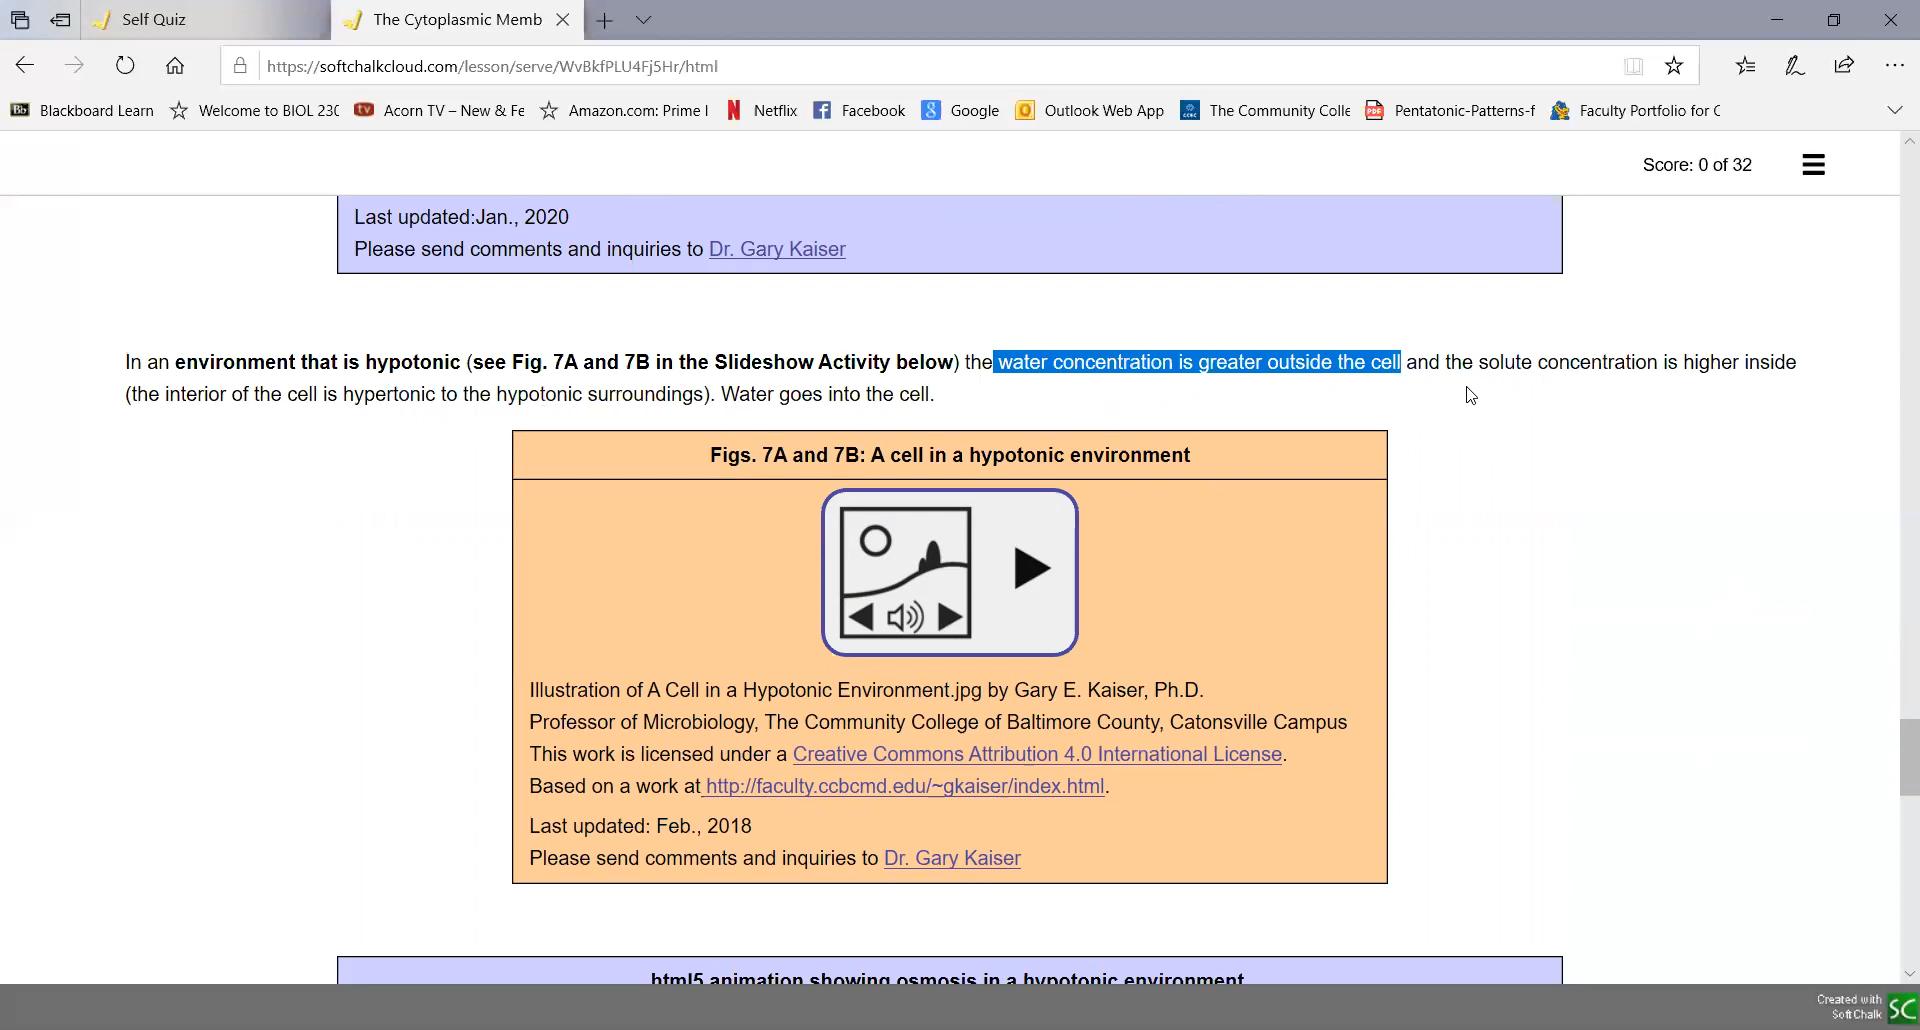 Self Quiz
The Cytoplasmic Memb
https://softchalkcloud.com/lesson/serve/WvBkfPLU4Fj5Hr/html
Bb Blackboard Learn Welcome to BIOL 230 tv Acorn TV – New & Fe Amazon.com: Prime I N Netflix f Facebook g Google Outlook Web App CCBC The Community Colle PDF Pentatonic-Patterns-f Faculty Portfolio for C
Score: 0 of 32
Last updated:Jan., 2020
Please send comments and inquiries to Dr. Gary Kaiser
In an environment that is hypotonic (see Fig. 7A and 7B in the Slideshow Activity below) the water concentration is greater outside the cell and the solute concentration is higher inside
(the interior of the cell is hypertonic to the hypotonic surroundings). Water goes into the cell.
Figs. 7A and 7B: A cell in a hypotonic environment
Illustration of A Cell in a Hypotonic Environment.jpg by Gary E. Kaiser, Ph.D.
Professor of Microbiology, The Community College of Baltimore County, Catonsville Campus
This work is licensed under a Creative Commons Attribution 4.0 International License.
Based on a work at http://faculty.ccbcmd.edu/~gkaiser/index.html.
Last updated: Feb., 2018
Please send comments and inquiries to Dr. Gary Kaiser
html5 animation showing osmosis in a hypotonic environment
Created with
SoftChalk SC